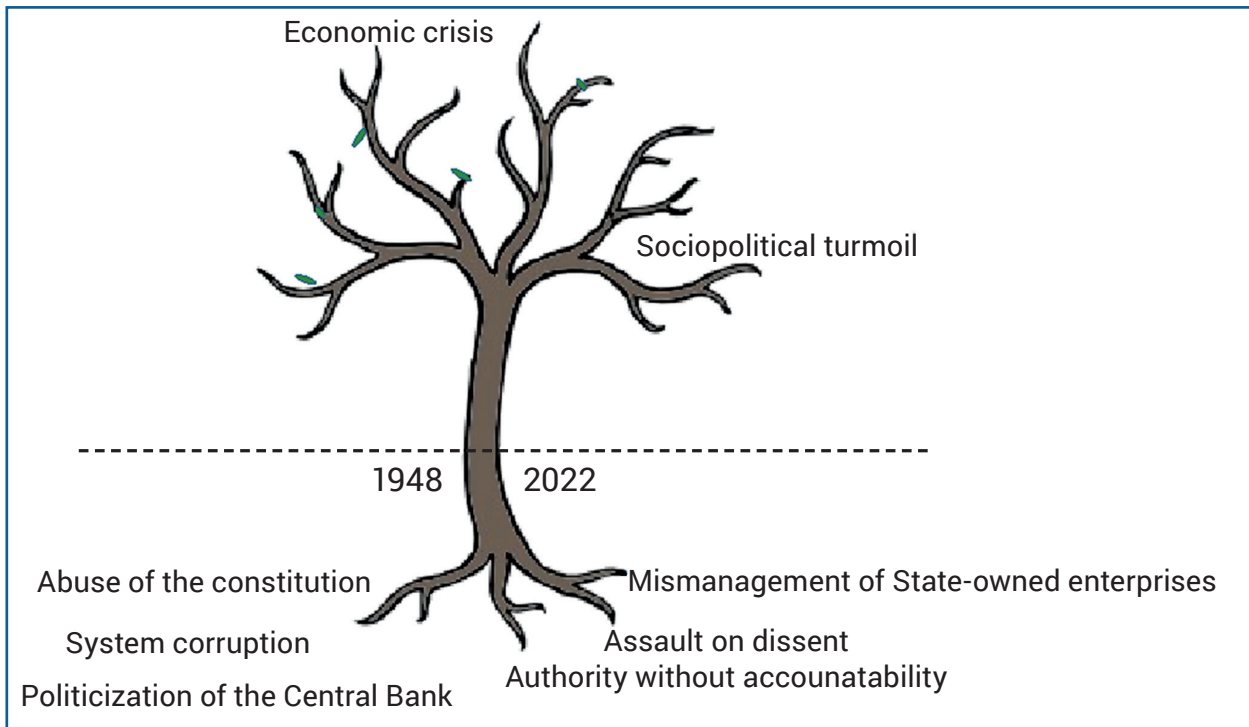 Economic crisis
Sociopolitical turmoil
1948
2022
Abuse of the constitution
Mismanagement of State-owned enterprises
System corruption
Assault on dissent
Authority without accounatability
Politicization of the Central Bank